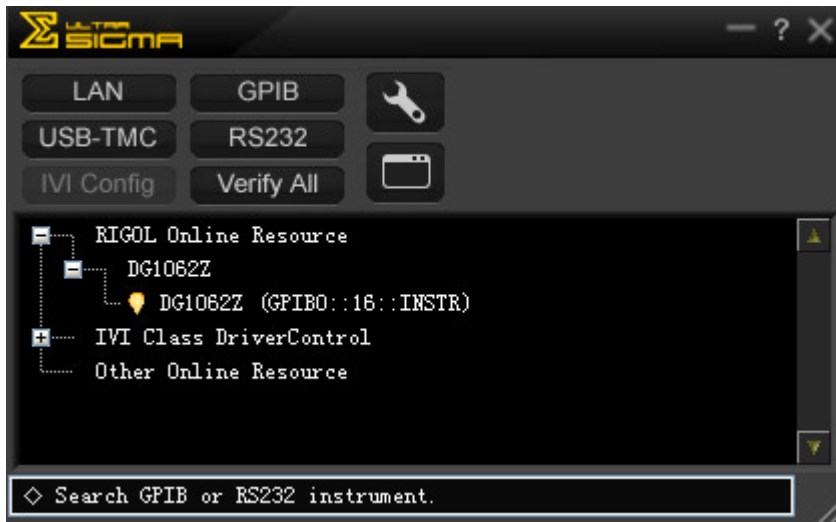 ULTRA
SIGMA
?
LAN GPIB
USB-TMC RS232
IVI Config Verify All
RIGOL Online Resource
DG1062Z
DG1062Z (GPIB0::16::INSTR)
IVI Class DriverControl
Other Online Resource
Search GPIB or RS232 instrument.